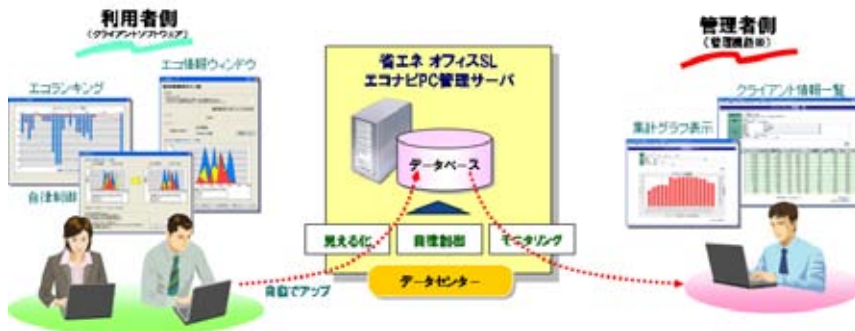 利用者側
(クライアントソフトウェア)
エコランキング
エコ情報ウィンドウ
自律制御
自動でアップ
省エネ オフィスSL
エコナビPC管理サーバ
データベース
見える化
自律制御
モニタリング
データセンター
管理者側
(管理機能)
クライアント情報一覧
集計グラフ表示